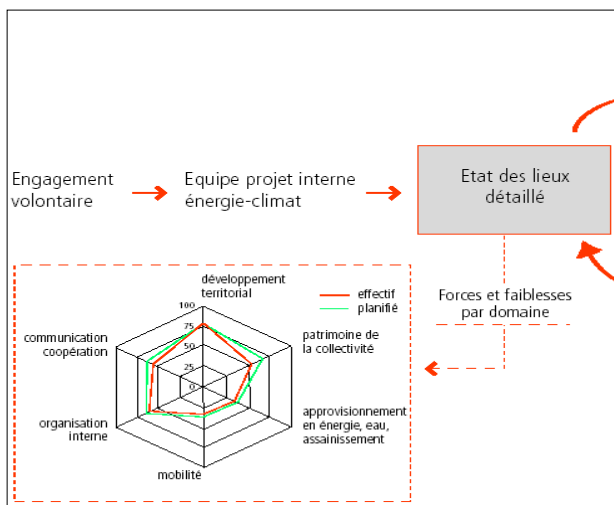 Engagement
volontaire
Equipe projet interne
énergie-climat
Etat des lieux
détaillé
Forces et faiblesses
par domaine
développement
territorial
effectif
planifié
100
75
50
25
0
communication
coopération
patrimoine de
la collectivité
organisation
interne
approvisionnement
en énergie, eau,
assainissement
mobilité